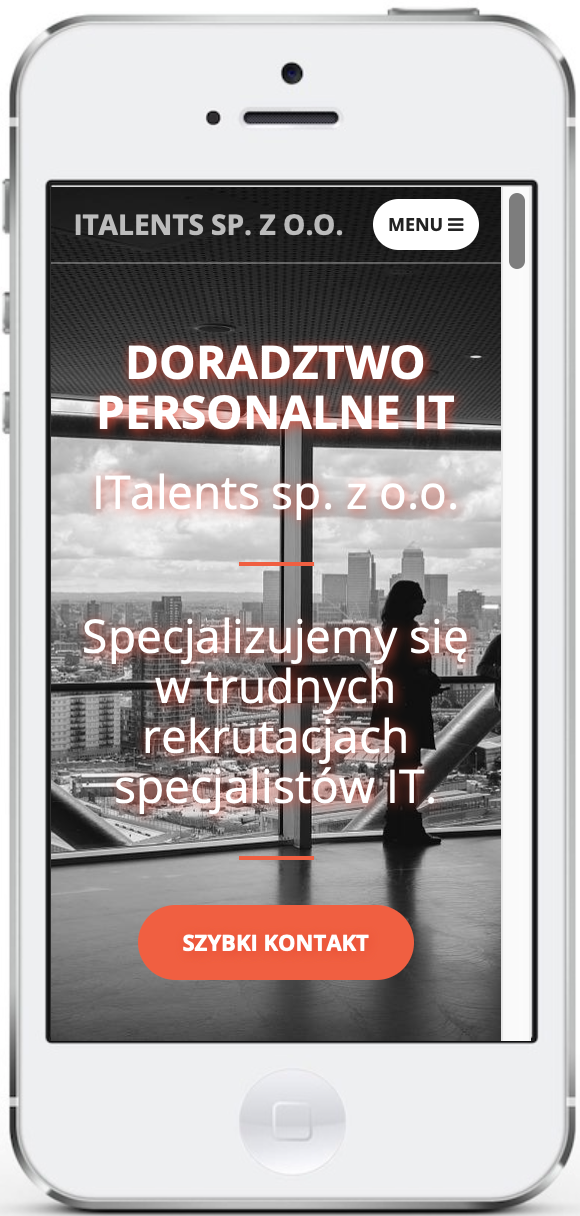 ITALENTS SP. Z O.O.
MENU
DORADZTWO
PERSONALNE IT
ITalents sp. z o.o.
Specjalizujemy się
w trudnych
rekrutacjach
specjalistów IT.
SZYBKI KONTAKT